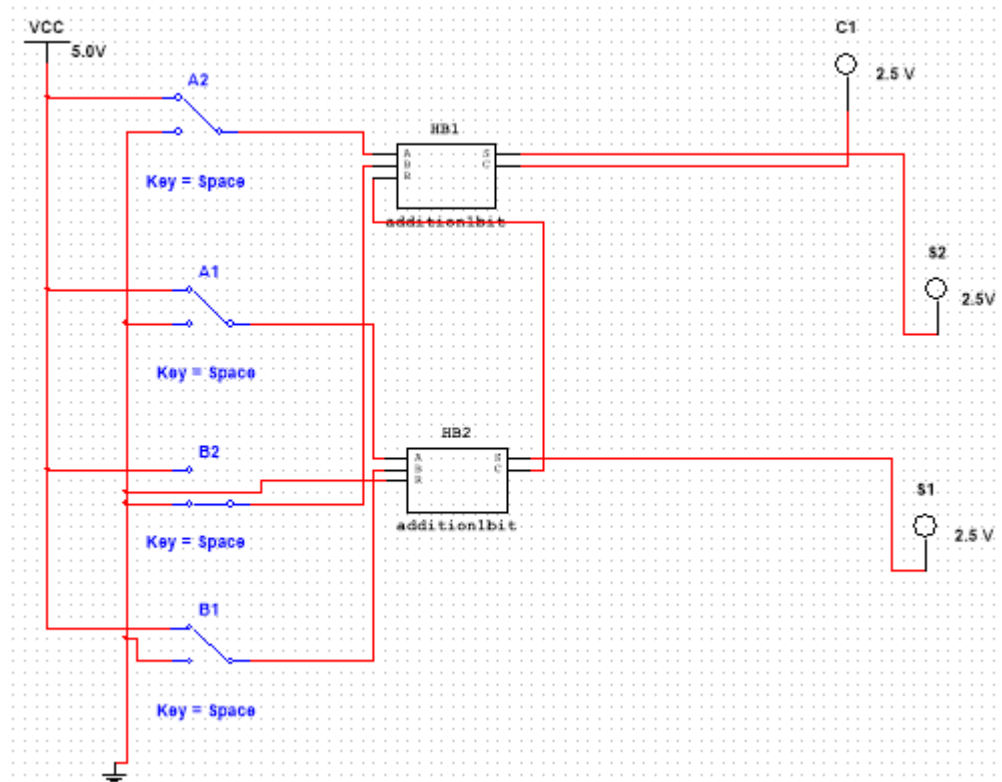 VCC
5.0V
C1
2.5 V
A2
Key = Space
HB1
A
B
R
S
C
addition1bit
A1
Key = Space
S2
2.5V
B2
Key = Space
HB2
A
B
R
S
C
addition1bit
S1
2.5 V
B1
Key = Space